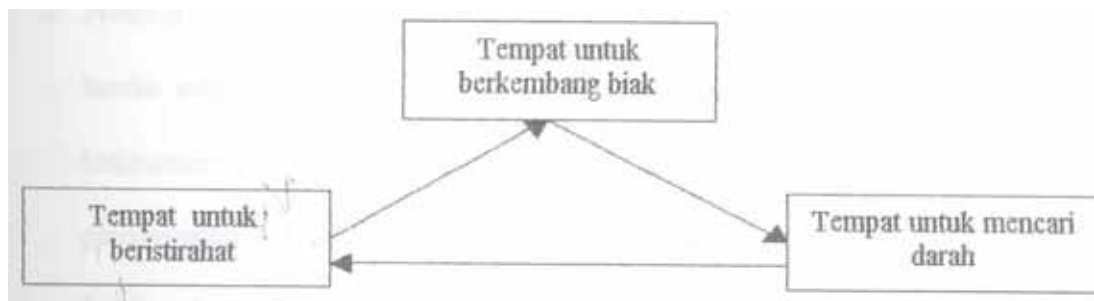 Tempat untuk
berkembang biak
Tempat untuk
beristirahat
Tempat untuk mencari
darah